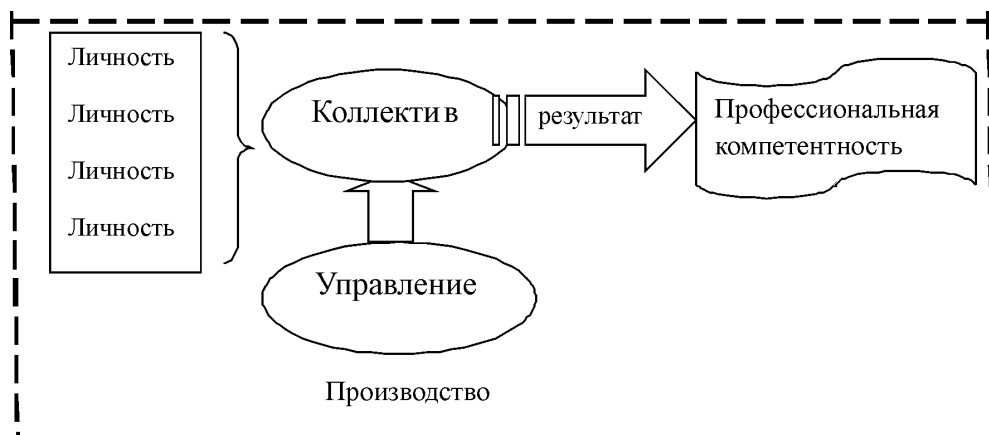 Личность
Личность
Личность
Личность
Коллектив
результат
Профессиональная
компетентность
Управление
Производство